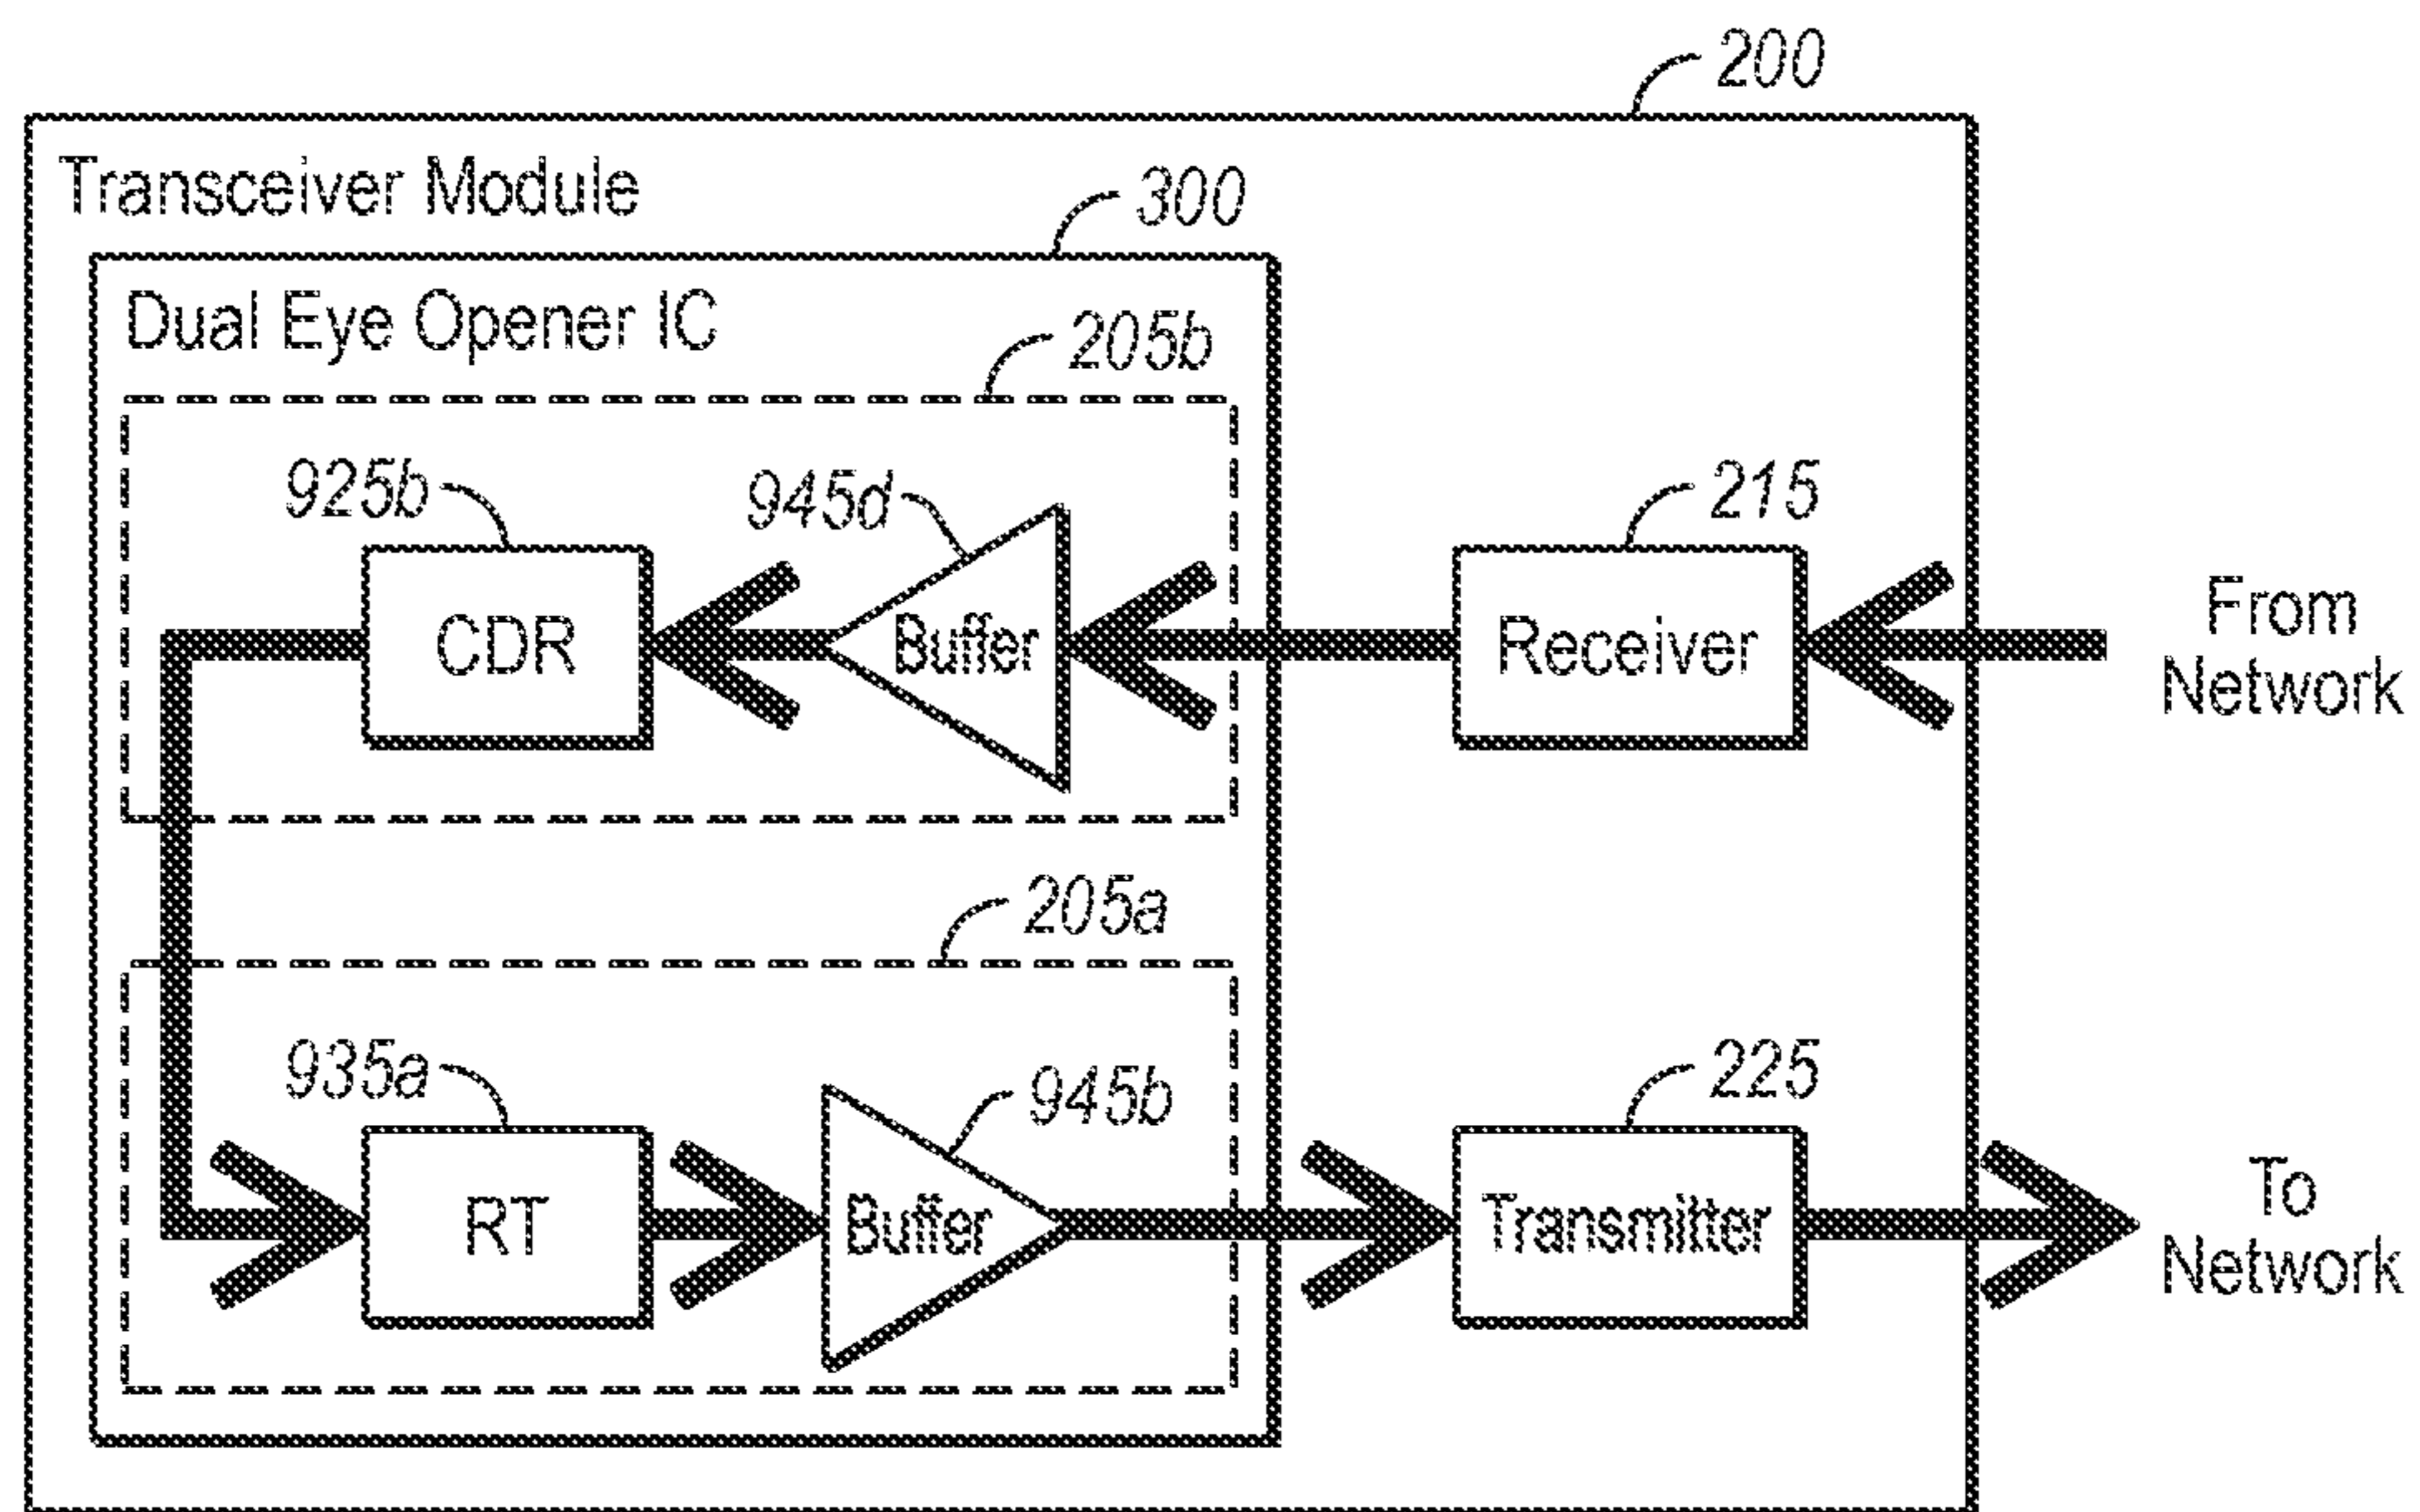 200
Transceiver Module
300
Dual Eye Opener IC
205b
925b
945d
215
CDR
Buffer
Receiver
From
Network
205a
935a
945b
225
RT
Buffer
Transmitter
To
Network